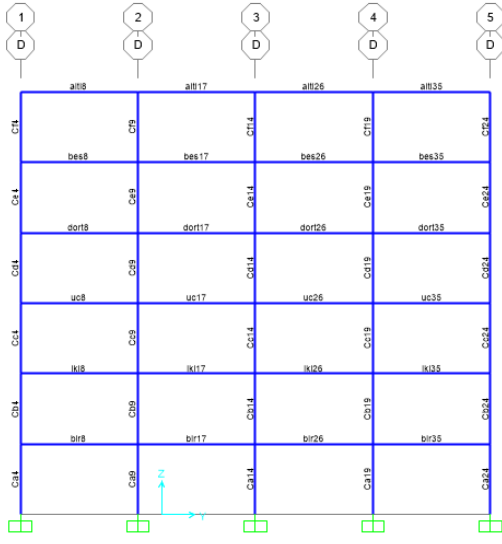 1 2 3 4 5
D D D D D
alti8 alti17 alti26 alti35
Cf4 Cf9 Cf14 Cf19 Cf24
bes8 bes17 bes26 bes35
Ce4 Ce9 Ce14 Ce19 Ce24
dort8 dort17 dort26 dort35
Cd4 Cd9 Cd14 Cd19 Cd24
uc8 uc17 uc26 uc35
Cc4 Cc9 Cc14 Cc19 Cc24
iki8 iki17 iki26 iki35
Cb4 Cb9 Cb14 Cb19 Cb24
bir8 bir17 bir26 bir35
Ca4 Ca9 Ca14 Ca19 Ca24
Z
Y